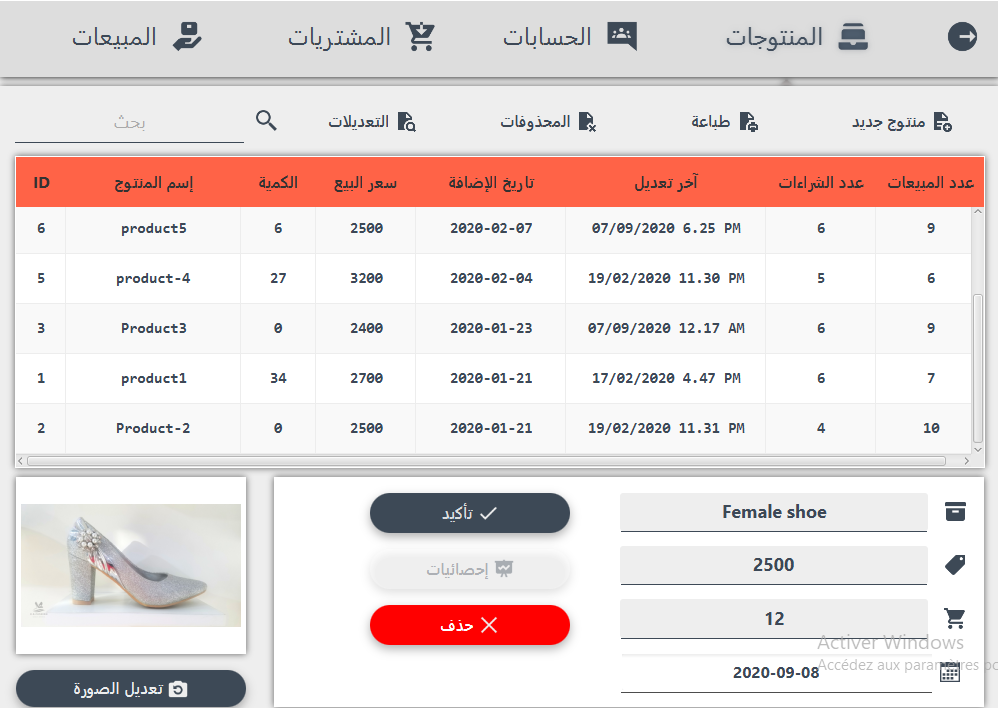 المنتوجات الحسابات المشتريات المبيعات
منتوج جديد طباعة المحذوفات التعديلات بحث
عدد المبيعات عدد الشراءات آخر تعديل تاريخ الإضافة سعر البيع الكمية إسم المنتوج ID
6 product5 6 2500 2020-02-07 07/09/2020 6.25 PM 6 9
5 product-4 27 3200 2020-02-04 19/02/2020 11.30 PM 5 6
3 Product3 0 2400 2020-01-23 07/09/2020 12.17 AM 6 9
1 product1 34 2700 2020-01-21 17/02/2020 4.47 PM 6 7
2 Product-2 0 2500 2020-01-21 19/02/2020 11.31 PM 4 10
Female shoe
2500
12
2020-09-08
تأكيد
إحصائيات
حذف
تعديل الصورة
Activer Windows
Accédez aux paramètres pc